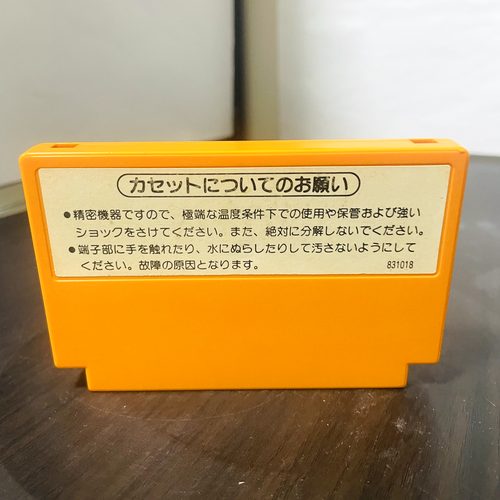 カセットについてのお願い
●精密機器ですので、極端な温度条件下での使用や保管および強い
ショックをさけてください。また、絶対に分解しないでください。
●端子部に手を触れたり、水にぬらしたりして汚さないようにして
ください。故障の原因となります。
831018